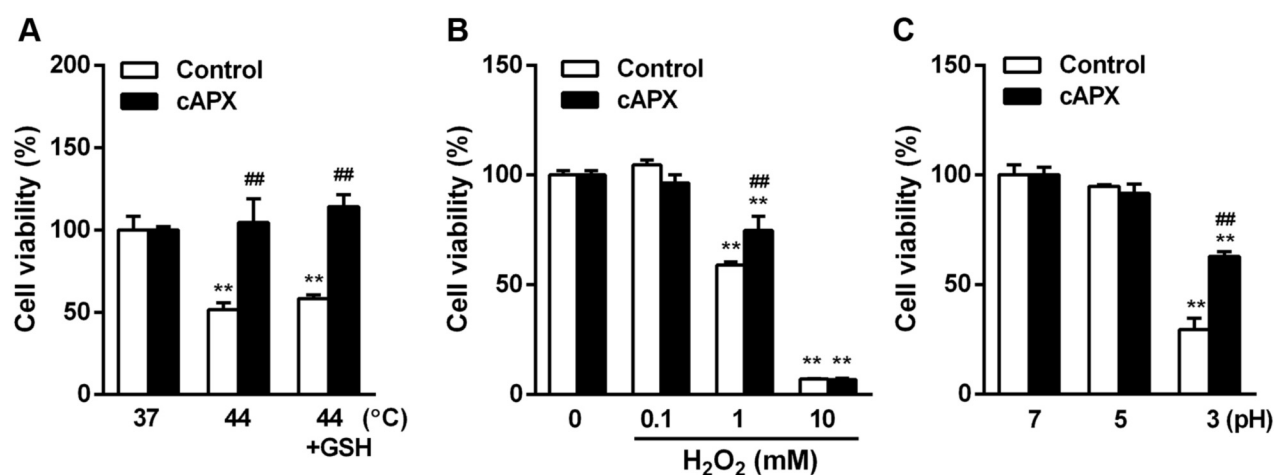 A
Cell viability (%)
200
150
100
50
0
Control
cAPX
**
##
**
##
37
44
44
(°C)
+GSH
B
Cell viability (%)
150
100
50
0
Control
cAPX
**
##
**
**
**
0
0.1
1
10
H₂O₂ (mM)
C
Cell viability (%)
150
100
50
0
Control
cAPX
**
##
**
7
5
3 (pH)